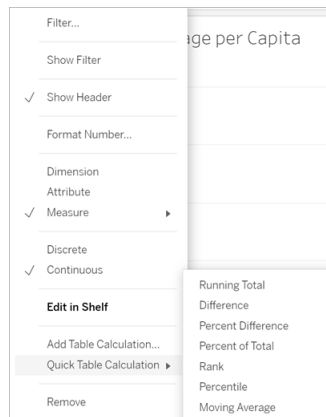 Filter...
age per Capita
Show Filter
Show Header
Format Number...
Dimension
Attribute
Measure
Discrete
Continuous
Edit in Shelf
Add Table Calculation...
Quick Table Calculation
Remove
Running Total
Difference
Percent Difference
Percent of Total
Rank
Percentile
Moving Average